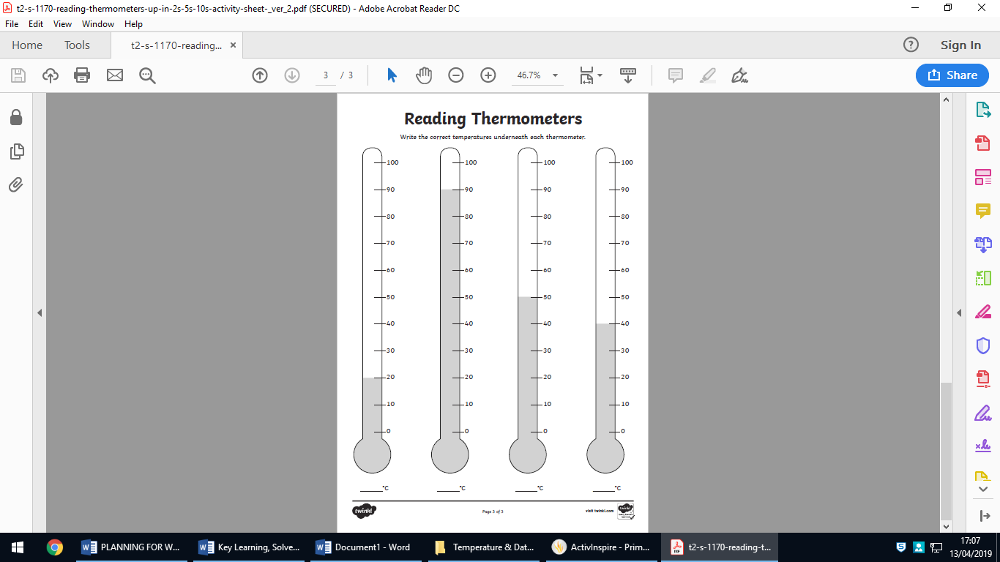 t2-s-1170-reading-thermometers-up-in-2s-5s-10s-activity-sheet-_ver_2.pdf (SECURED) - Adobe Acrobat Reader DC
File Edit View Window Help
Home Tools t2-s-1170-reading... × Sign In
3 / 3 46.7% Share
Reading Thermometers
Write the correct temperatures underneath each thermometer.
100 100 100 100
90 90 90 90
80 80 80 80
70 70 70 70
60 60 60 60
50 50 50 50
40 40 40 40
30 30 30 30
20 20 20 20
10 10 10 10
0 0 0 0
______°C ______°C ______°C ______°C
twinkl Page 3 of 3 visit twinkl.com twinkl
PLANNING FOR W... Key Learning, Solve... Document1 - Word Temperature & Dat... ActivInspire - Prim... t2-s-1170-reading-t... 17:07
13/04/2019